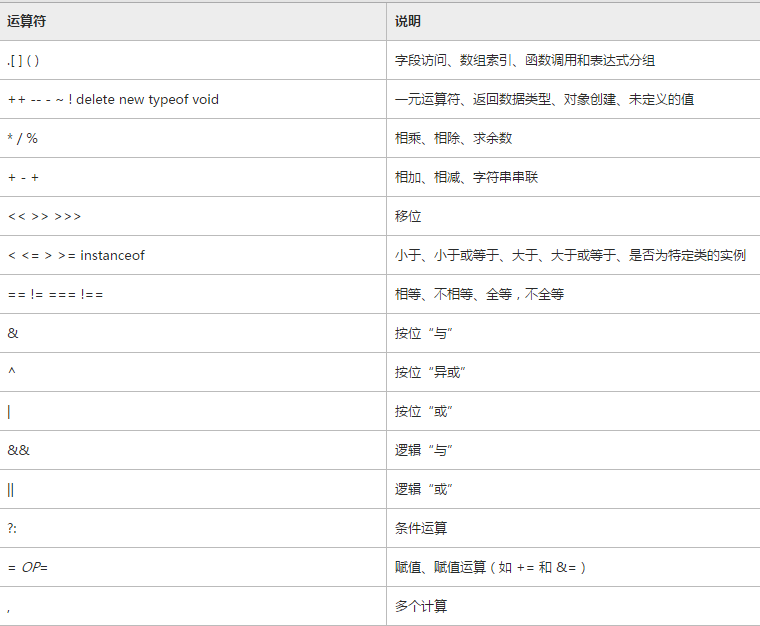 运算符 说明
.[ ] ( ) 字段访问、数组索引、函数调用和表达式分组
++ -- - ~ ! delete new typeof void 一元运算符、返回数据类型、对象创建、未定义的值
* / % 相乘、相除、求余数
+ - + 相加、相减、字符串串联
<< >> >>> 移位
< <= > >= instanceof 小于、小于或等于、大于、大于或等于、是否为特定类的实例
== != === !== 相等、不相等、全等，不全等
& 按位“与”
^ 按位“异或”
| 按位“或”
&& 逻辑“与”
|| 逻辑“或”
?: 条件运算
= OP= 赋值、赋值运算（如 += 和 &=）
, 多个计算